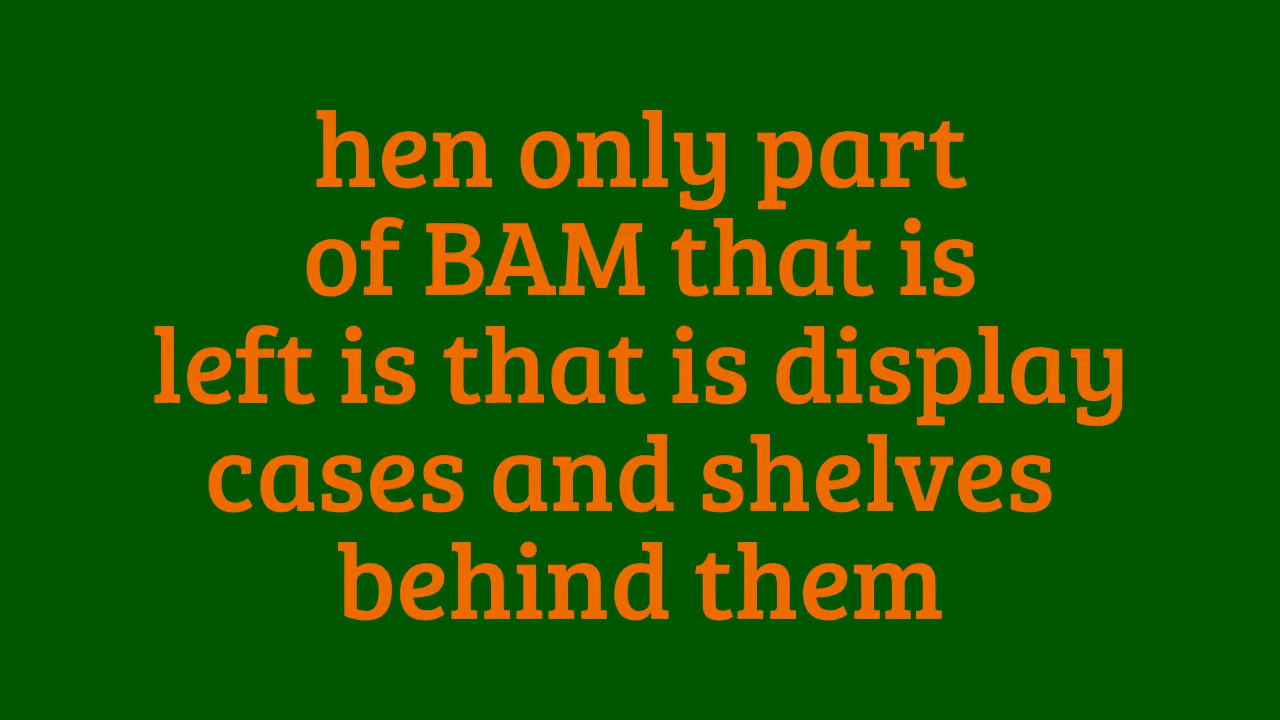 hen only part
of BAM that is
left is that is display
cases and shelves
behind them